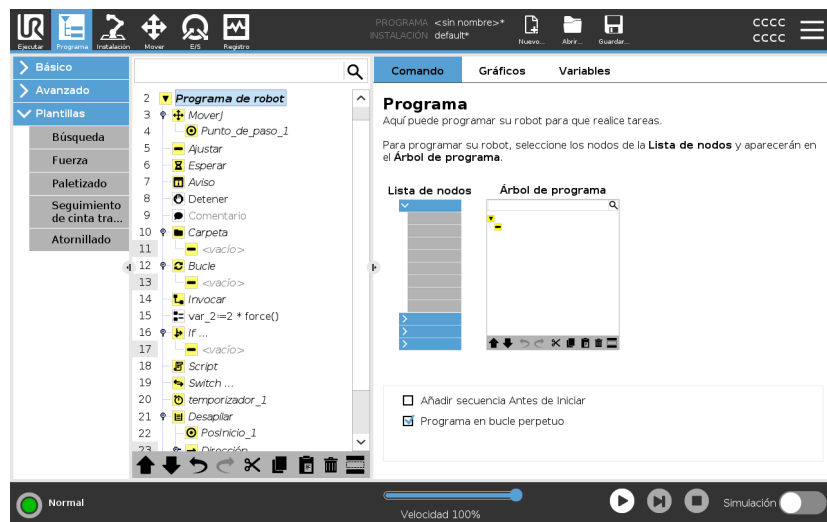 UR
Ejecutar
Programa
Instalación
Mover
E/S
Registro
PROGRAMA <sin nombre>*
INSTALACIÓN default*
Nuevo...
Abrir...
Guardar...
cccc
cccc
Básico
Avanzado
Plantillas
Búsqueda
Fuerza
Paletizado
Seguimiento
de cinta tra...
Atornillado
2 Programa de robot
3 MoverJ
4 Punto_de_paso_1
5 Ajustar
6 Esperar
7 Aviso
8 Detener
9 Comentario
10 Carpeta
11 <vacío>
12 Bucle
13 <vacío>
14 Invocar
15 var_2≔2 * force()
16 If ...
17 <vacío>
18 Script
19 Switch ...
20 temporizador_1
21 Desapilar
22 PosInicio_1
23 Dirección
Comando
Gráficos
Variables
Programa
Aquí puede programar su robot para que realice tareas.
Para programar su robot, seleccione los nodos de la Lista de nodos y aparecerán en
el Árbol de programa.
Lista de nodos
Árbol de programa
Añadir secuencia Antes de Iniciar
Programa en bucle perpetuo
Normal
Velocidad 100%
Simulación